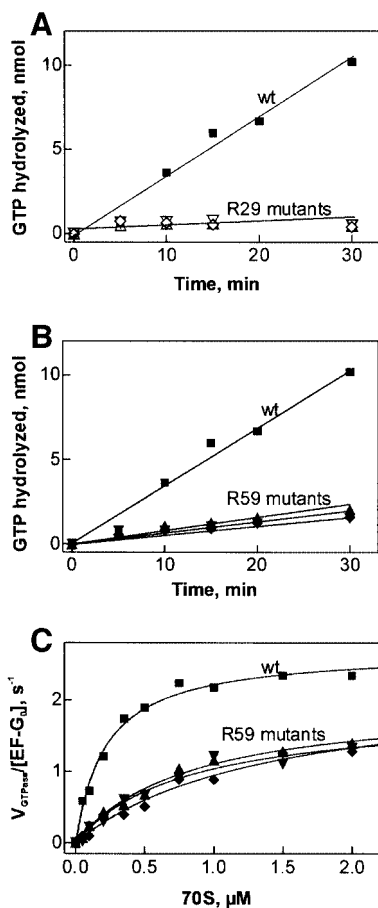 A
GTP hydrolyzed, nmol
10
5
0
wt
R29 mutants
0 10 20 30
Time, min
B
GTP hydrolyzed, nmol
10
5
0
wt
R59 mutants
0 10 20 30
Time, min
C
V_GTPase/[EF-G_0], s^-1
2
1
0
wt
R59 mutants
0.0 0.5 1.0 1.5 2.0
70S, µM